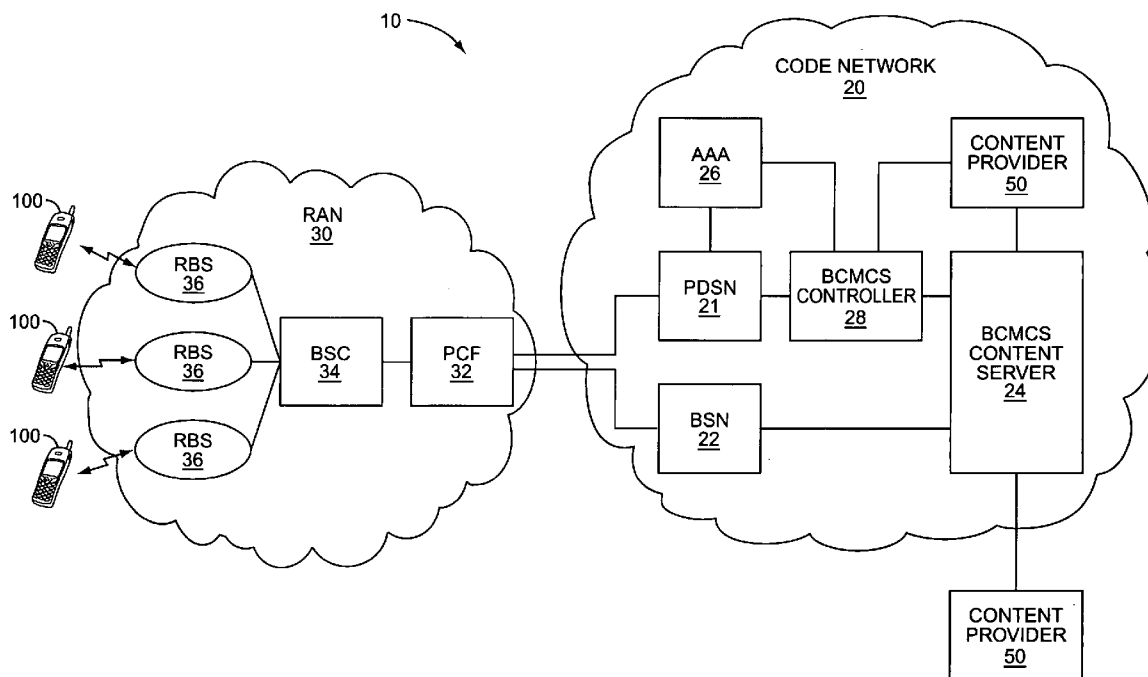 10
CODE NETWORK
20
AAA
26
CONTENT
PROVIDER
50
100
RAN
30
RBS
36
PDSN
21
BCMCS
CONTROLLER
28
100
RBS
36
BSC
34
PCF
32
BCMCS
CONTENT
SERVER
24
100
RBS
36
BSN
22
CONTENT
PROVIDER
50